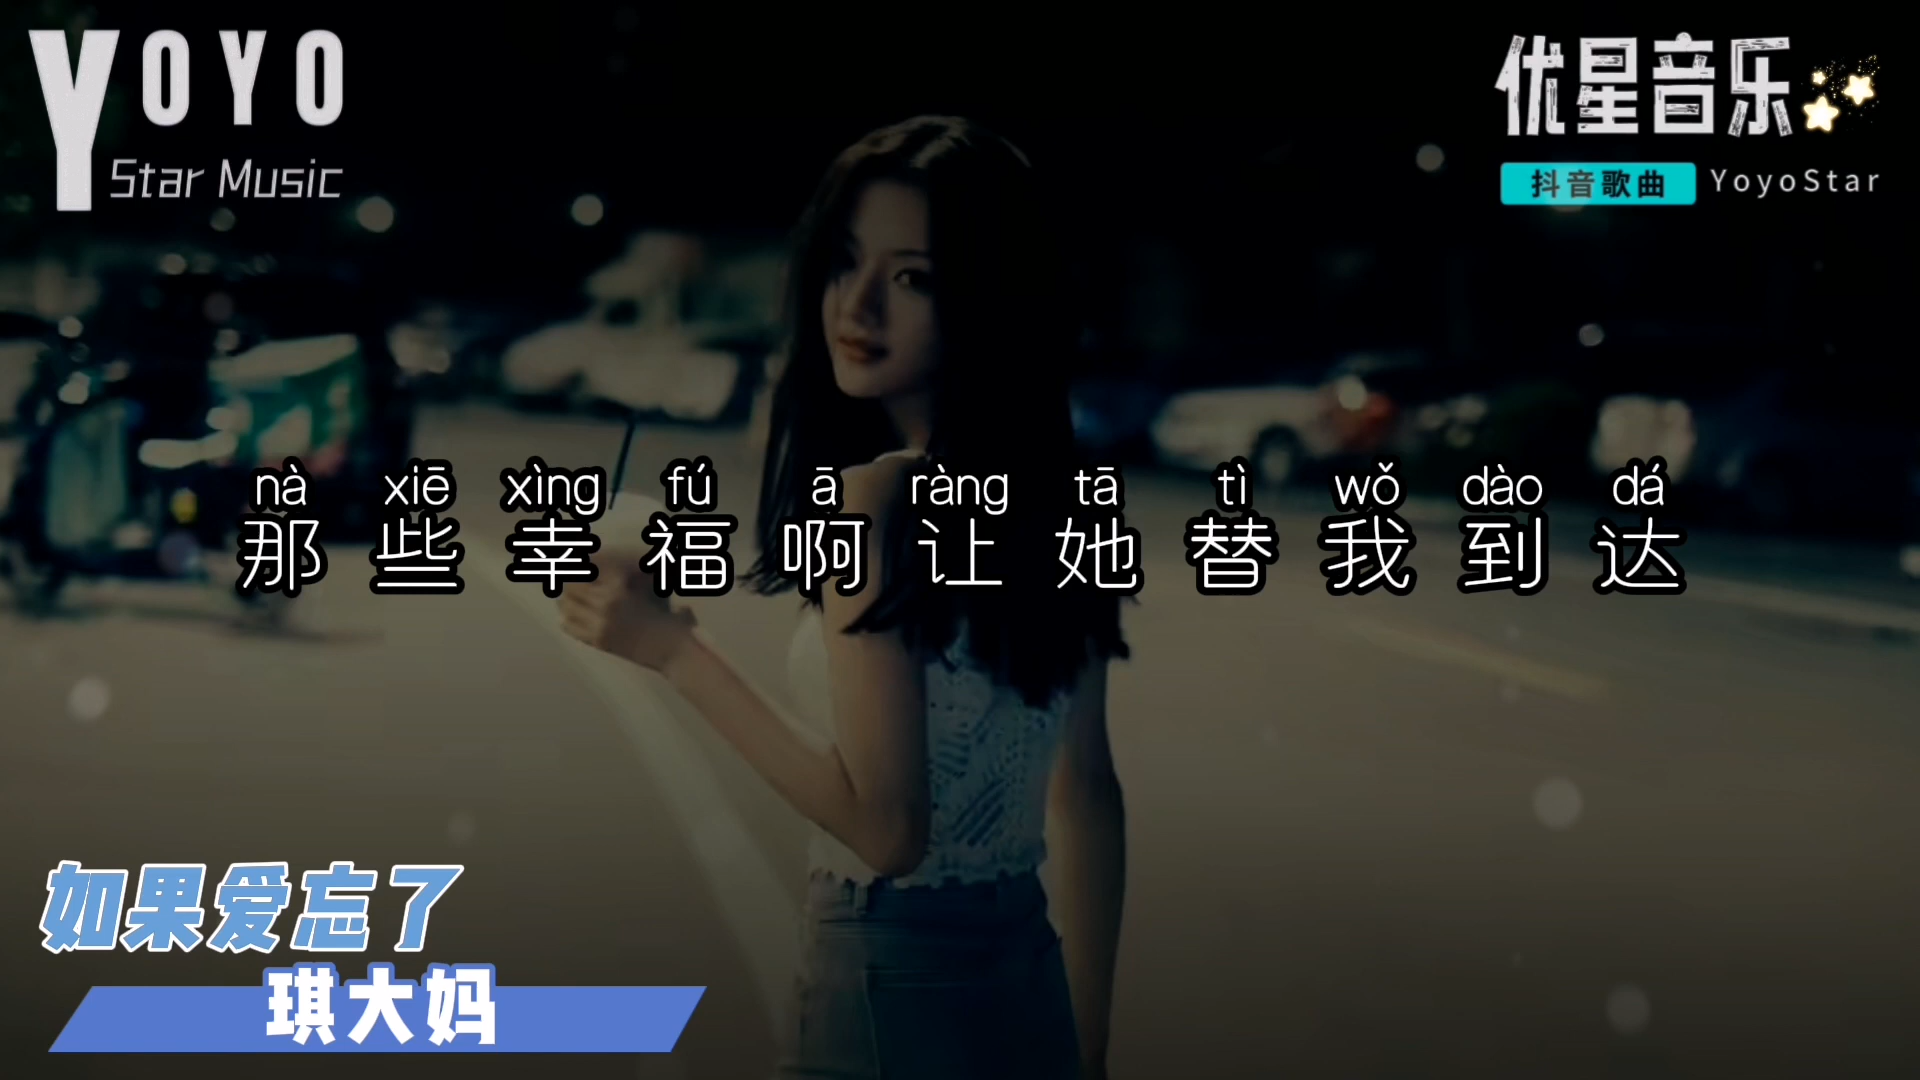 YOYO
Star Music
优星音乐
抖音歌曲 YoyoStar
nà xiē xìng fú ā ràng tā tì wǒ dào dá
那些幸福啊让她替我到达
如果爱忘了
琪大妈